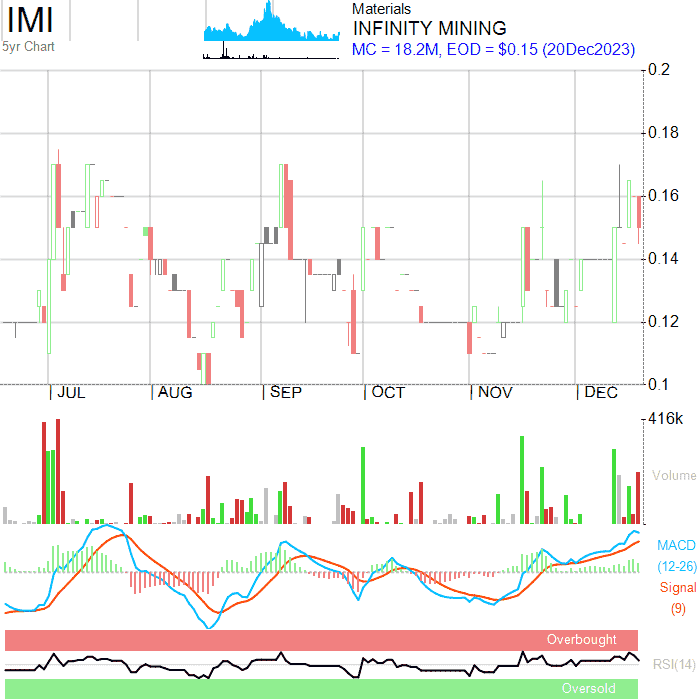 IMI
5yr Chart
Materials
INFINITY MINING
MC = 18.2M, EOD = $0.15 (20Dec2023)
0.2
0.18
0.16
0.14
0.12
0.1
JUL AUG SEP OCT NOV DEC
416k
Volume
MACD
(12-26)
Signal
(9)
Overbought
RSI(14)
Oversold